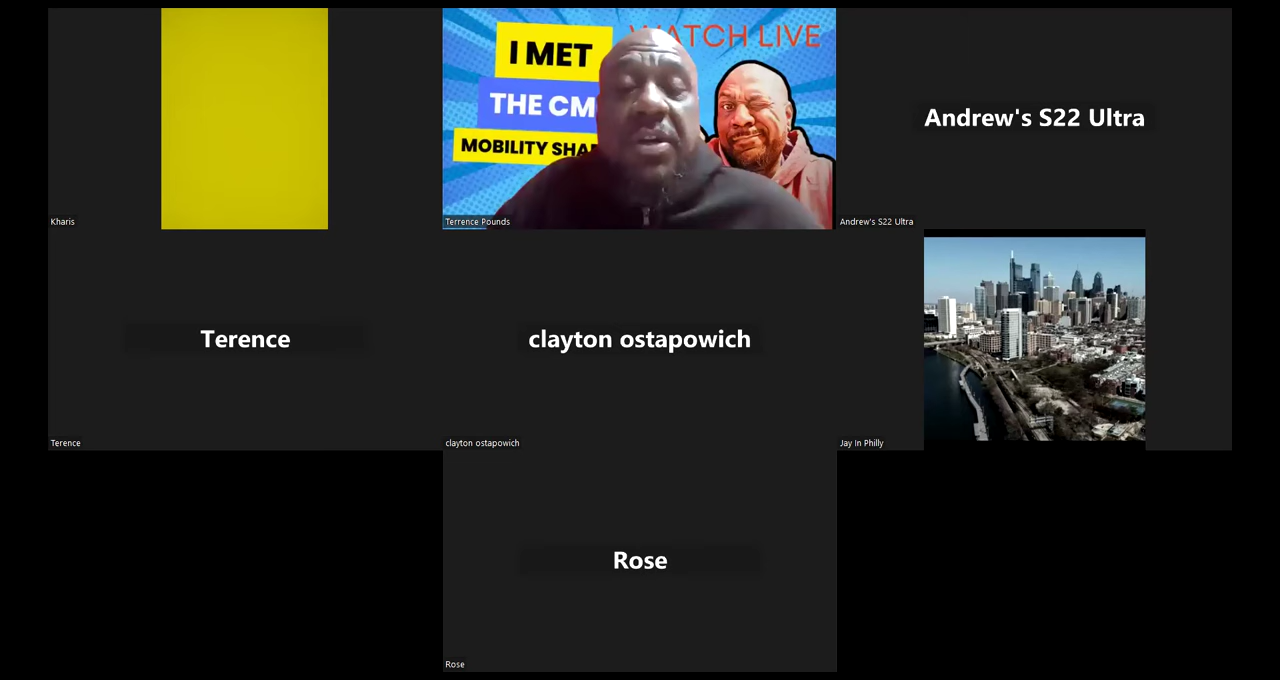 Kharis
I MET
WATCH LIVE
THE CM
MOBILITY SHA
Terrence Pounds
Andrew's S22 Ultra
Andrew's S22 Ultra
Terence
Terence
clayton ostapowich
clayton ostapowich
Jay In Philly
Rose
Rose